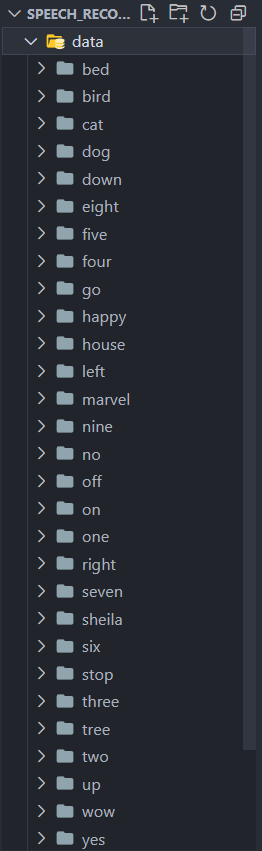 SPEECH_RECO...
data
bed
bird
cat
dog
down
eight
five
four
go
happy
house
left
marvel
nine
no
off
on
one
right
seven
sheila
six
stop
three
tree
two
up
wow
yes